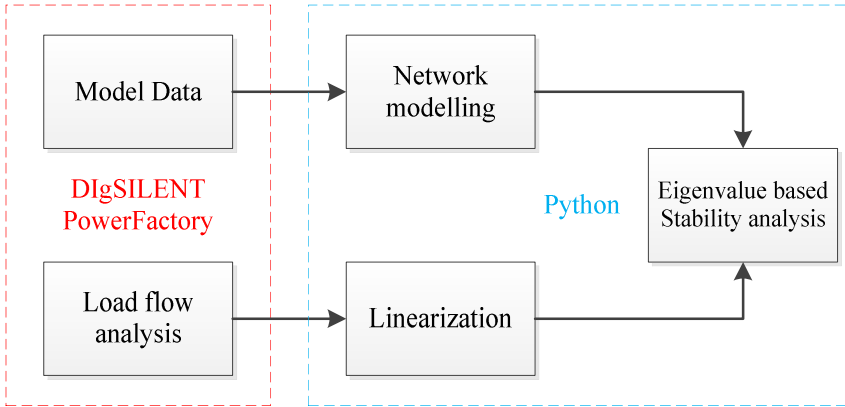 Model Data
Network
modelling
DIgSILENT
PowerFactory
Python
Eigenvalue based
Stability analysis
Load flow
analysis
Linearization